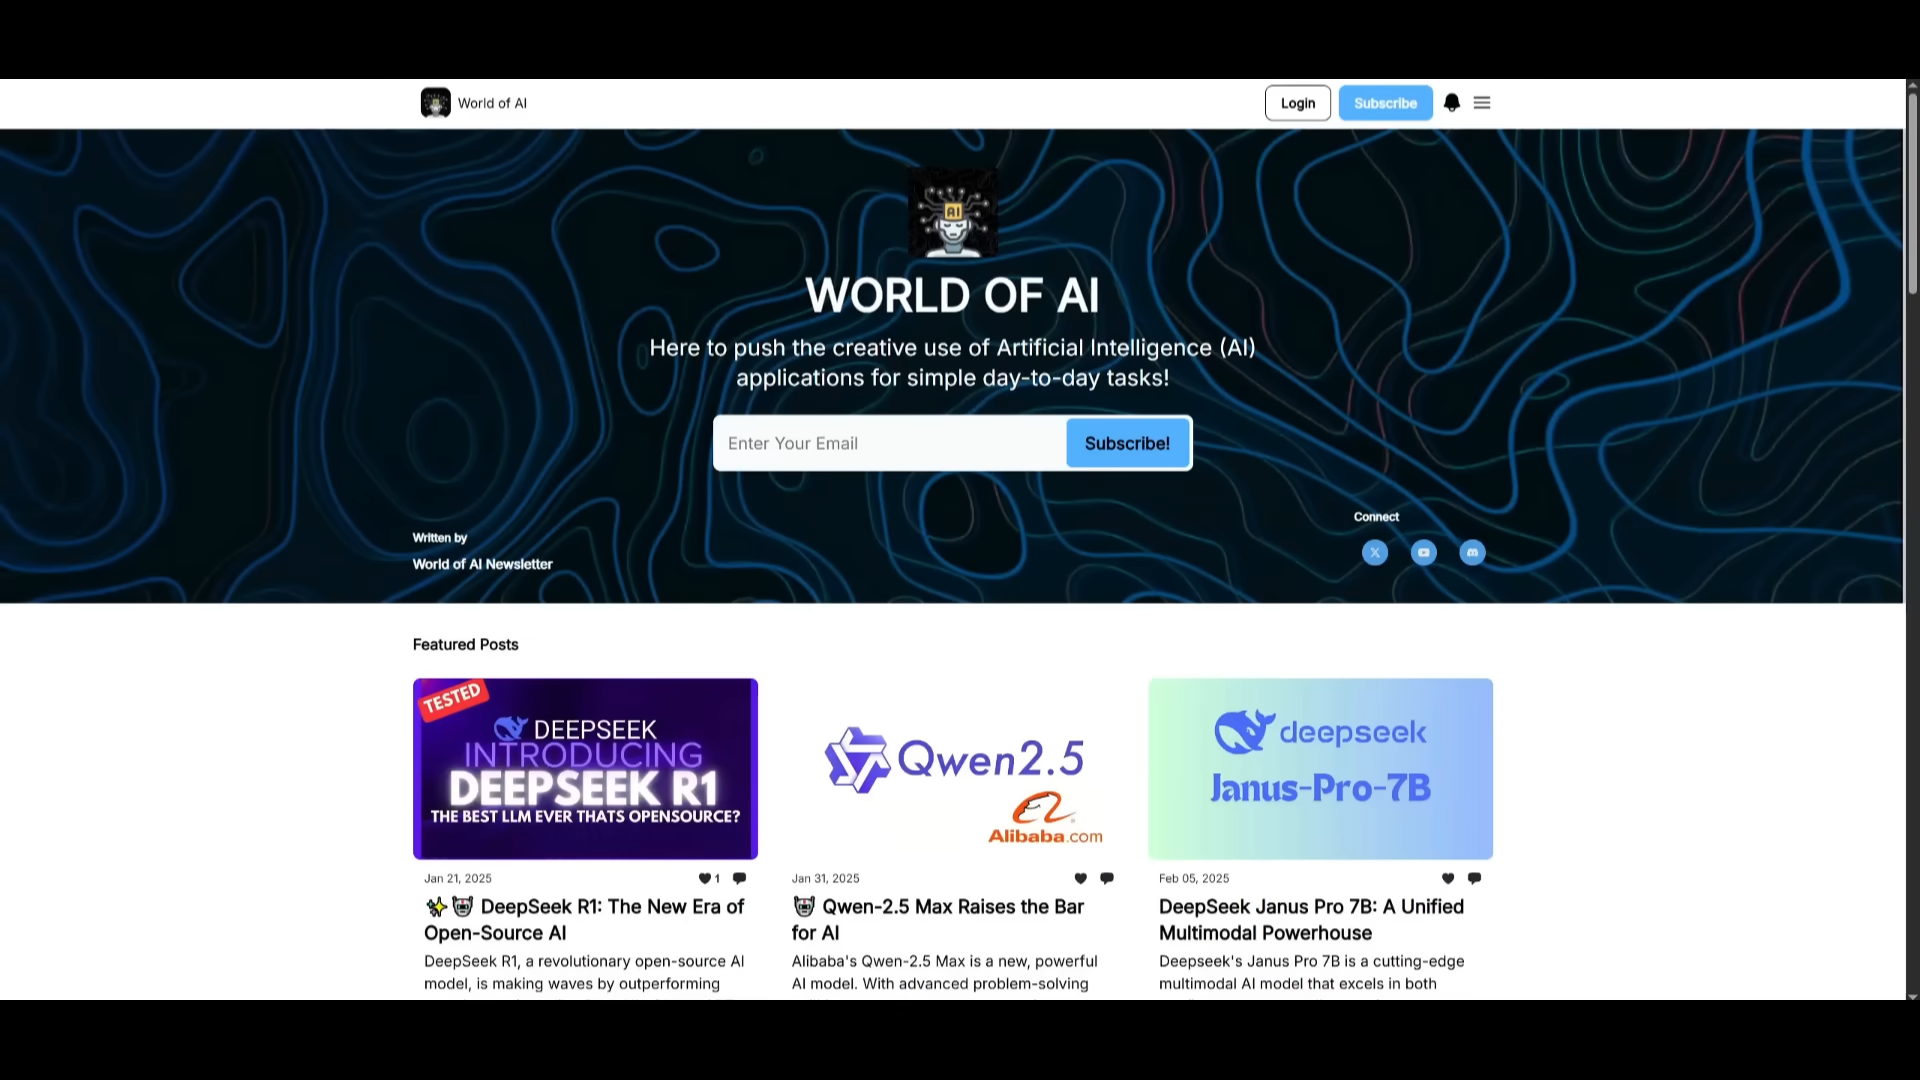 World of AI
Login
Subscribe
AI
WORLD OF AI
Here to push the creative use of Artificial Intelligence (AI)
applications for simple day-to-day tasks!
Enter Your Email
Subscribe!
Written by
World of AI Newsletter
Connect
Featured Posts
TESTED
DEEPSEEK
INTRODUCING
DEEPSEEK R1
THE BEST LLM EVER THATS OPENSOURCE?
Qwen2.5
Alibaba.com
deepseek
Janus-Pro-7B
Jan 21, 2025
1
✨🤖 DeepSeek R1: The New Era of
Open-Source AI
DeepSeek R1, a revolutionary open-source AI
model, is making waves by outperforming
Jan 31, 2025
🤖 Qwen-2.5 Max Raises the Bar
for AI
Alibaba's Qwen-2.5 Max is a new, powerful
AI model. With advanced problem-solving
Feb 05, 2025
DeepSeek Janus Pro 7B: A Unified
Multimodal Powerhouse
Deepseek's Janus Pro 7B is a cutting-edge
multimodal AI model that excels in both